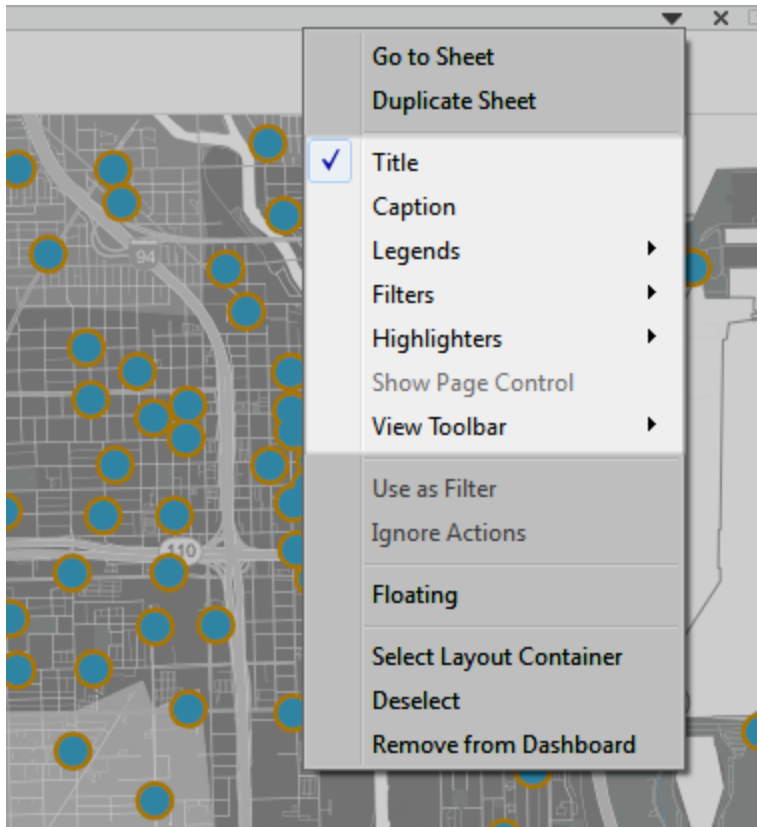 Go to Sheet
Duplicate Sheet
Title
Caption
Legends
Filters
Highlighters
Show Page Control
View Toolbar
Use as Filter
Ignore Actions
Floating
Select Layout Container
Deselect
Remove from Dashboard
94
110